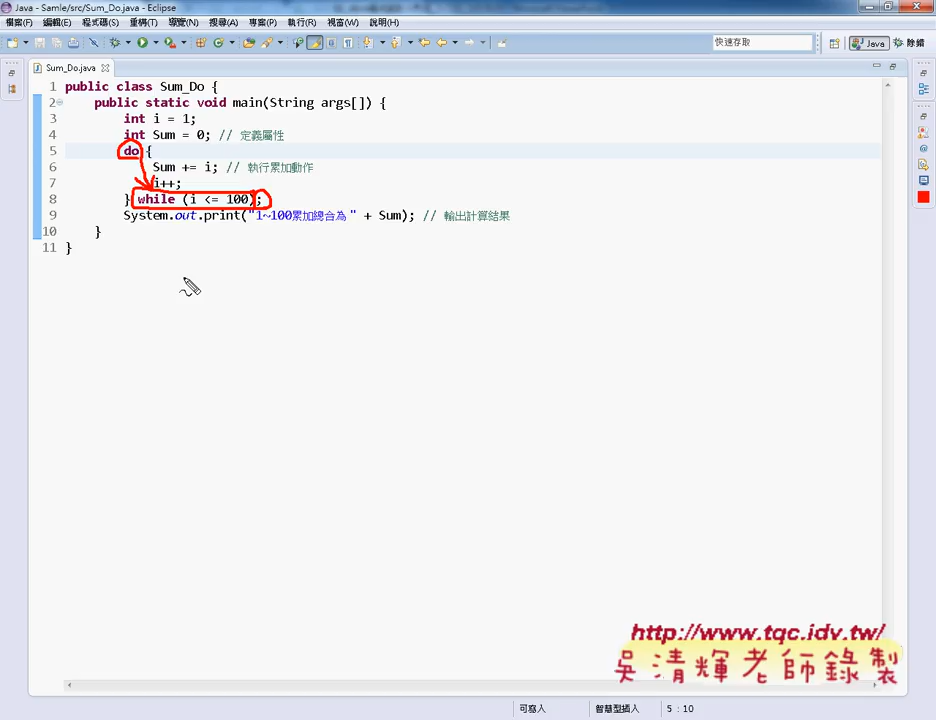 Java - Samle/src/Sum_Do.java - Eclipse
檔案(F) 編輯(E) 程式碼(S) 重構(T) 導覽(N) 搜尋(A) 專案(P) 執行(R) 視窗(W) 說明(H)
快速存取
Java
除錯
Sum_Do.java
1 public class Sum_Do {
2 public static void main(String args[]) {
3 int i = 1;
4 int Sum = 0; // 定義屬性
5 do {
6 Sum += i; // 執行累加動作
7 i++;
8 } while (i <= 100);
9 System.out.print("1~100累加總合為 " + Sum); // 輸出計算結果
10 }
11 }
http://www.tqc.idv.tw/
吳清輝老師錄製
可寫入 智慧型插入 5 : 10